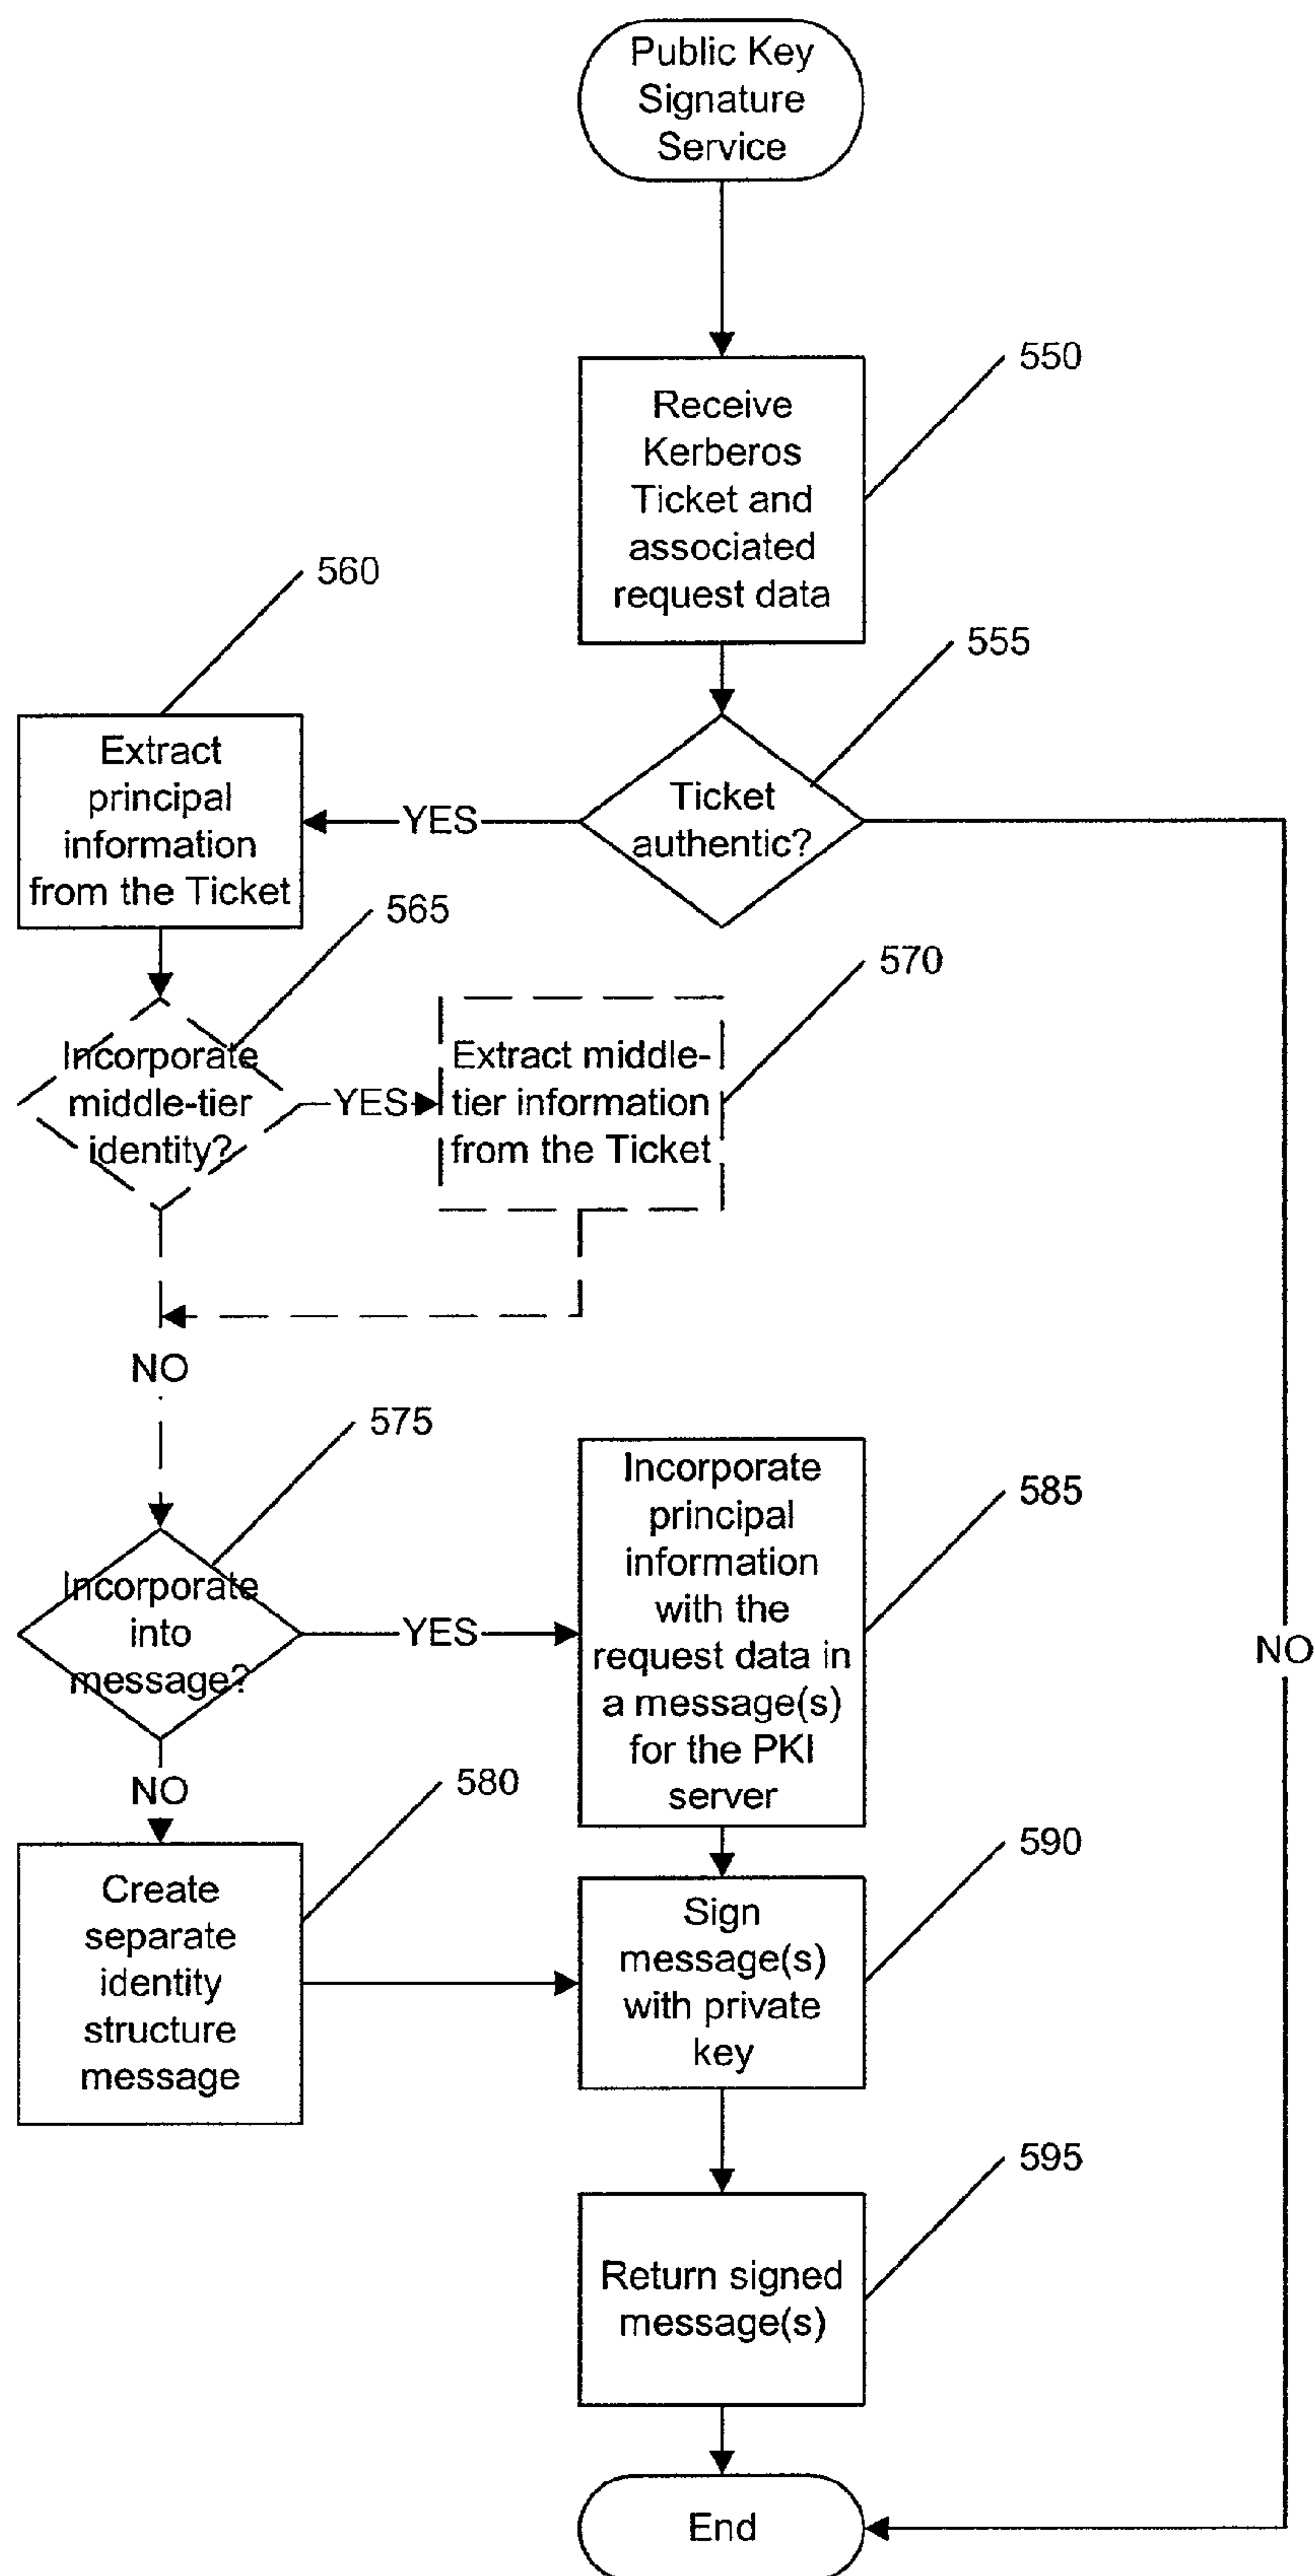 Public Key
Signature
Service
550
Receive
Kerberos
Ticket and
associated
request data
560
555
Extract
principal
information
from the Ticket
YES
Ticket
authentic?
565
570
Incorporate
middle-tier
identity?
YES
Extract middle-
tier information
from the Ticket
NO
575
Incorporate
into
message?
YES
Incorporate
principal
information
with the
request data in
a message(s)
for the PKI
server
585
NO
NO
580
Create
separate
identity
structure
message
590
Sign
message(s)
with private
key
595
Return signed
message(s)
End